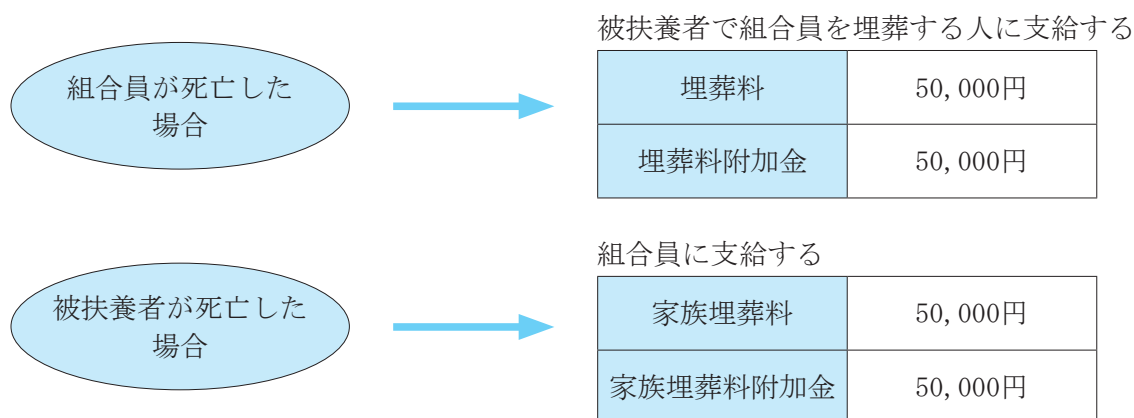 被扶養者で組合員を埋葬する人に支給する
組合員が死亡した
場合
埋葬料 50,000円
埋葬料附加金 50,000円
組合員に支給する
被扶養者が死亡した
場合
家族埋葬料 50,000円
家族埋葬料附加金 50,000円